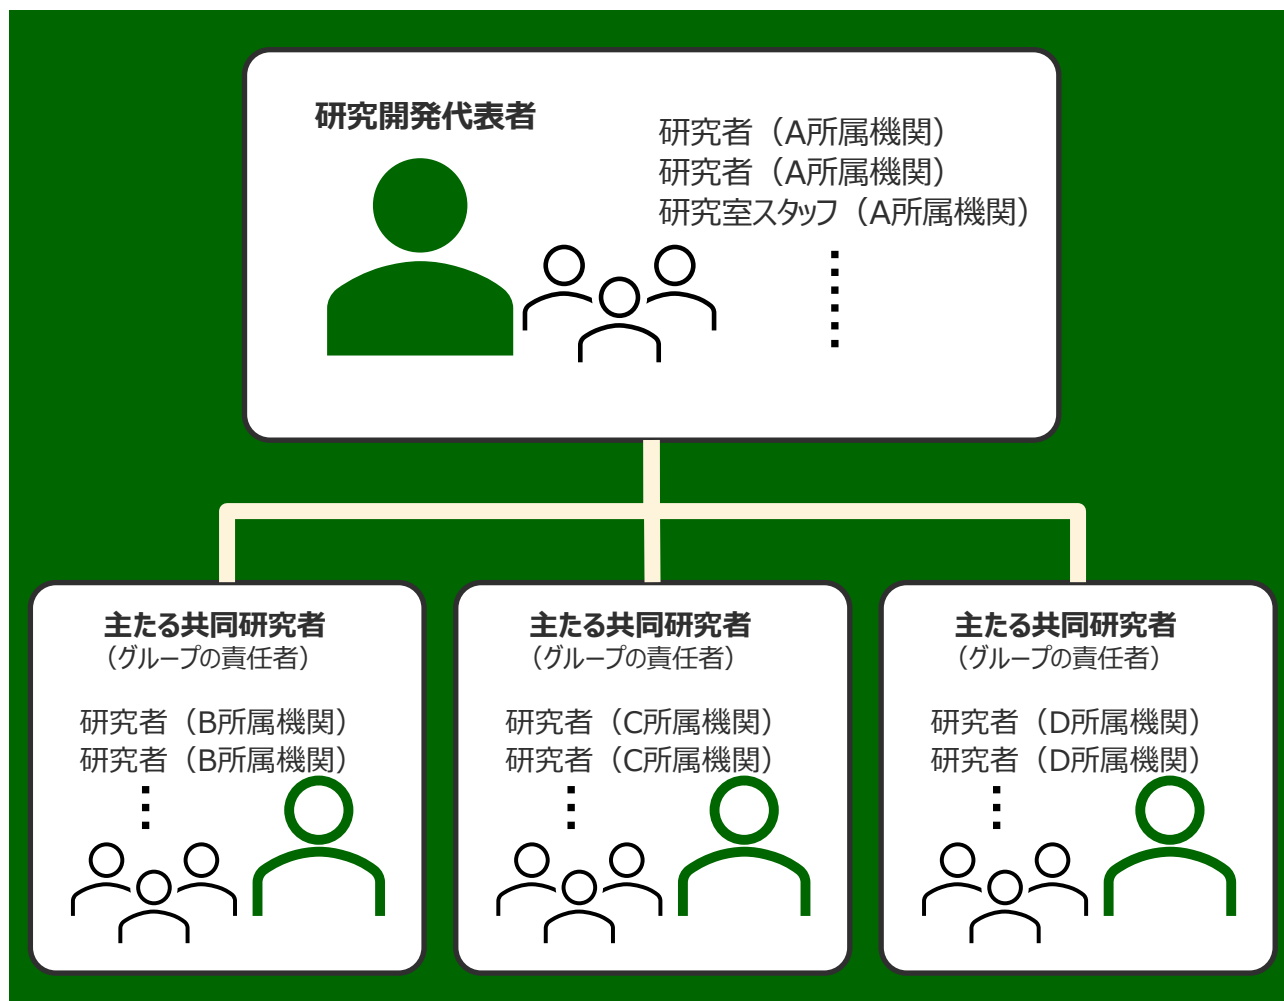 研究開発代表者
研究者（A所属機関）
研究者（A所属機関）
研究室スタッフ（A所属機関）
主たる共同研究者
（グループの責任者）
研究者（B所属機関）
研究者（B所属機関）
主たる共同研究者
（グループの責任者）
研究者（C所属機関）
研究者（C所属機関）
主たる共同研究者
（グループの責任者）
研究者（D所属機関）
研究者（D所属機関）